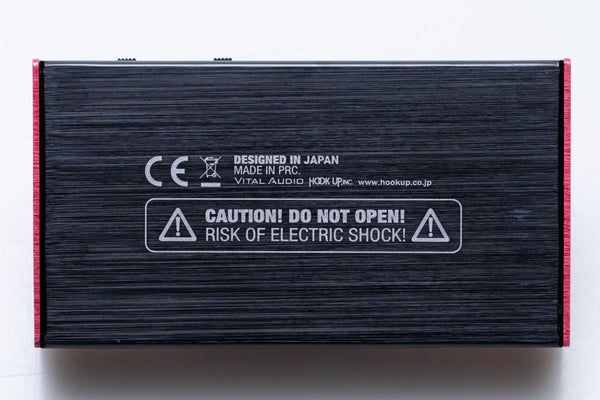 CE DESIGNED IN JAPAN
MADE IN PRC.
VITAL AUDIO HOOK UP,INC. www.hookup.co.jp
CAUTION! DO NOT OPEN!
RISK OF ELECTRIC SHOCK!